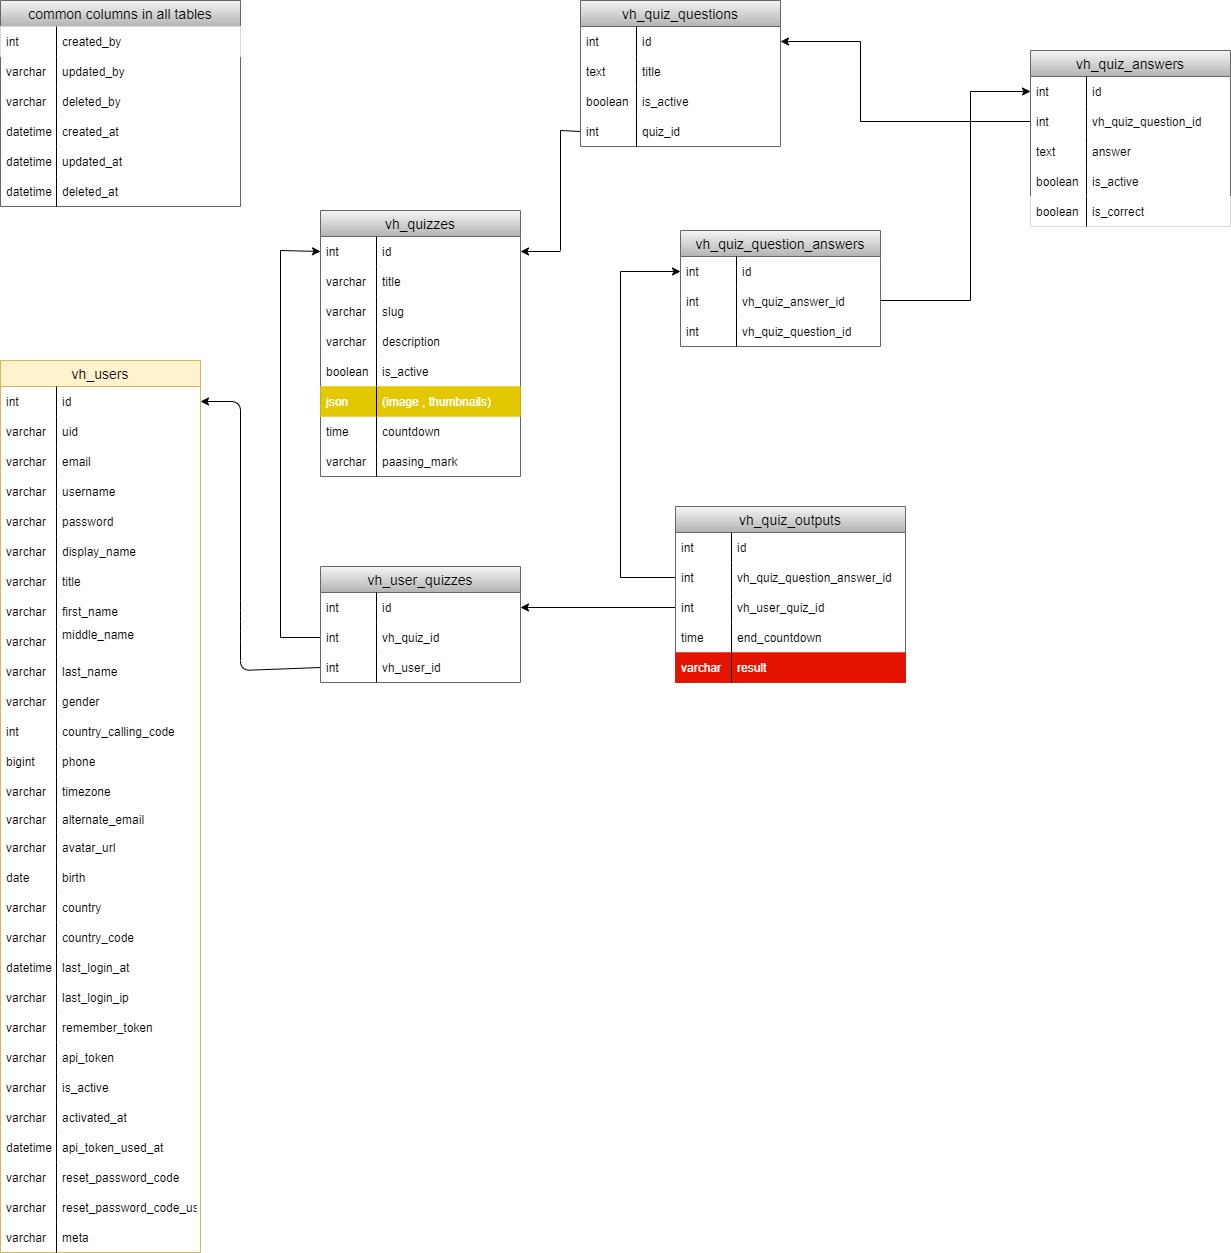 common columns in all tables
int created_by
varchar updated_by
varchar deleted_by
datetime created_at
datetime updated_at
datetime deleted_at
vh_quiz_questions
int id
text title
boolean is_active
int quiz_id
vh_quiz_answers
int id
int vh_quiz_question_id
text answer
boolean is_active
boolean is_correct
vh_quizzes
int id
varchar title
varchar slug
varchar description
boolean is_active
json (image , thumbnails)
time countdown
varchar paasing_mark
vh_quiz_question_answers
int id
int vh_quiz_answer_id
int vh_quiz_question_id
vh_users
int id
varchar uid
varchar email
varchar username
varchar password
varchar display_name
varchar title
varchar first_name
varchar middle_name
varchar last_name
varchar gender
int country_calling_code
bigint phone
varchar timezone
varchar alternate_email
varchar avatar_url
date birth
varchar country
varchar country_code
datetime last_login_at
varchar last_login_ip
varchar remember_token
varchar api_token
varchar is_active
varchar activated_at
datetime api_token_used_at
varchar reset_password_code
varchar reset_password_code_us
varchar meta
vh_user_quizzes
int id
int vh_quiz_id
int vh_user_id
vh_quiz_outputs
int id
int vh_quiz_question_answer_id
int vh_user_quiz_id
time end_countdown
varchar result